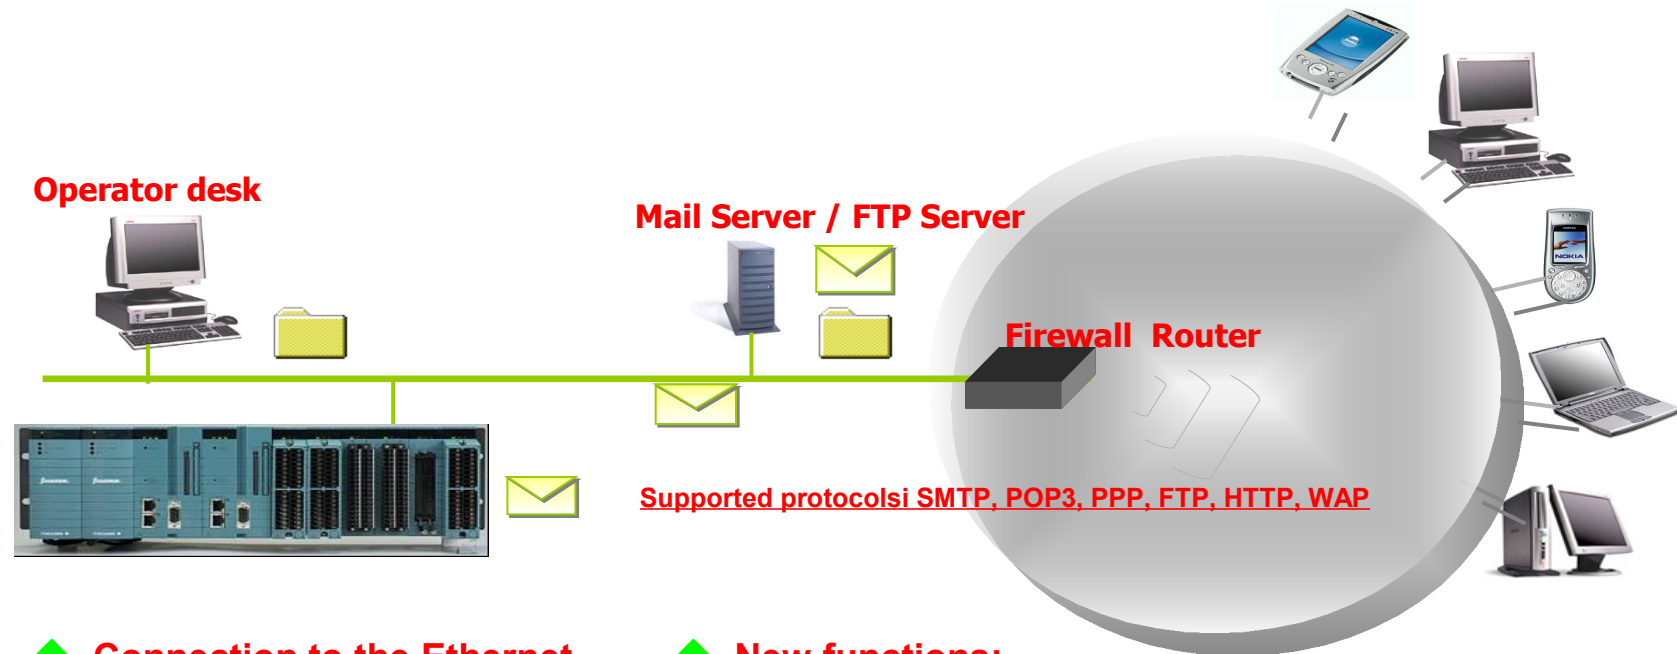 Operator desk
Mail Server / FTP Server
Firewall Router
NOKIA
Supported protocolsi SMTP, POP3, PPP, FTP, HTTP, WAP
Connection to the Ethernet
New functions: